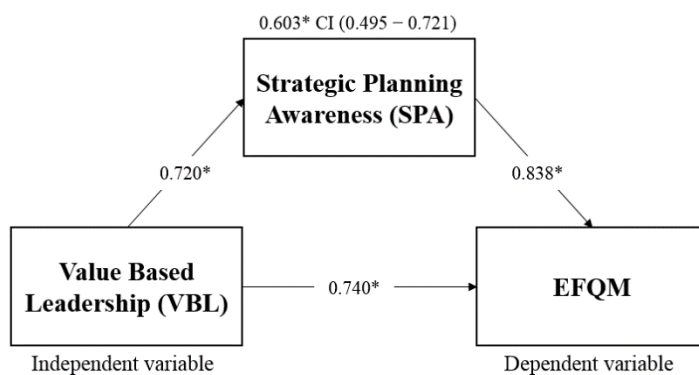 0.603* CI (0.495 − 0.721)
Strategic Planning
Awareness (SPA)
0.720*
0.838*
Value Based
Leadership (VBL)
0.740*
EFQM
Independent variable
Dependent variable